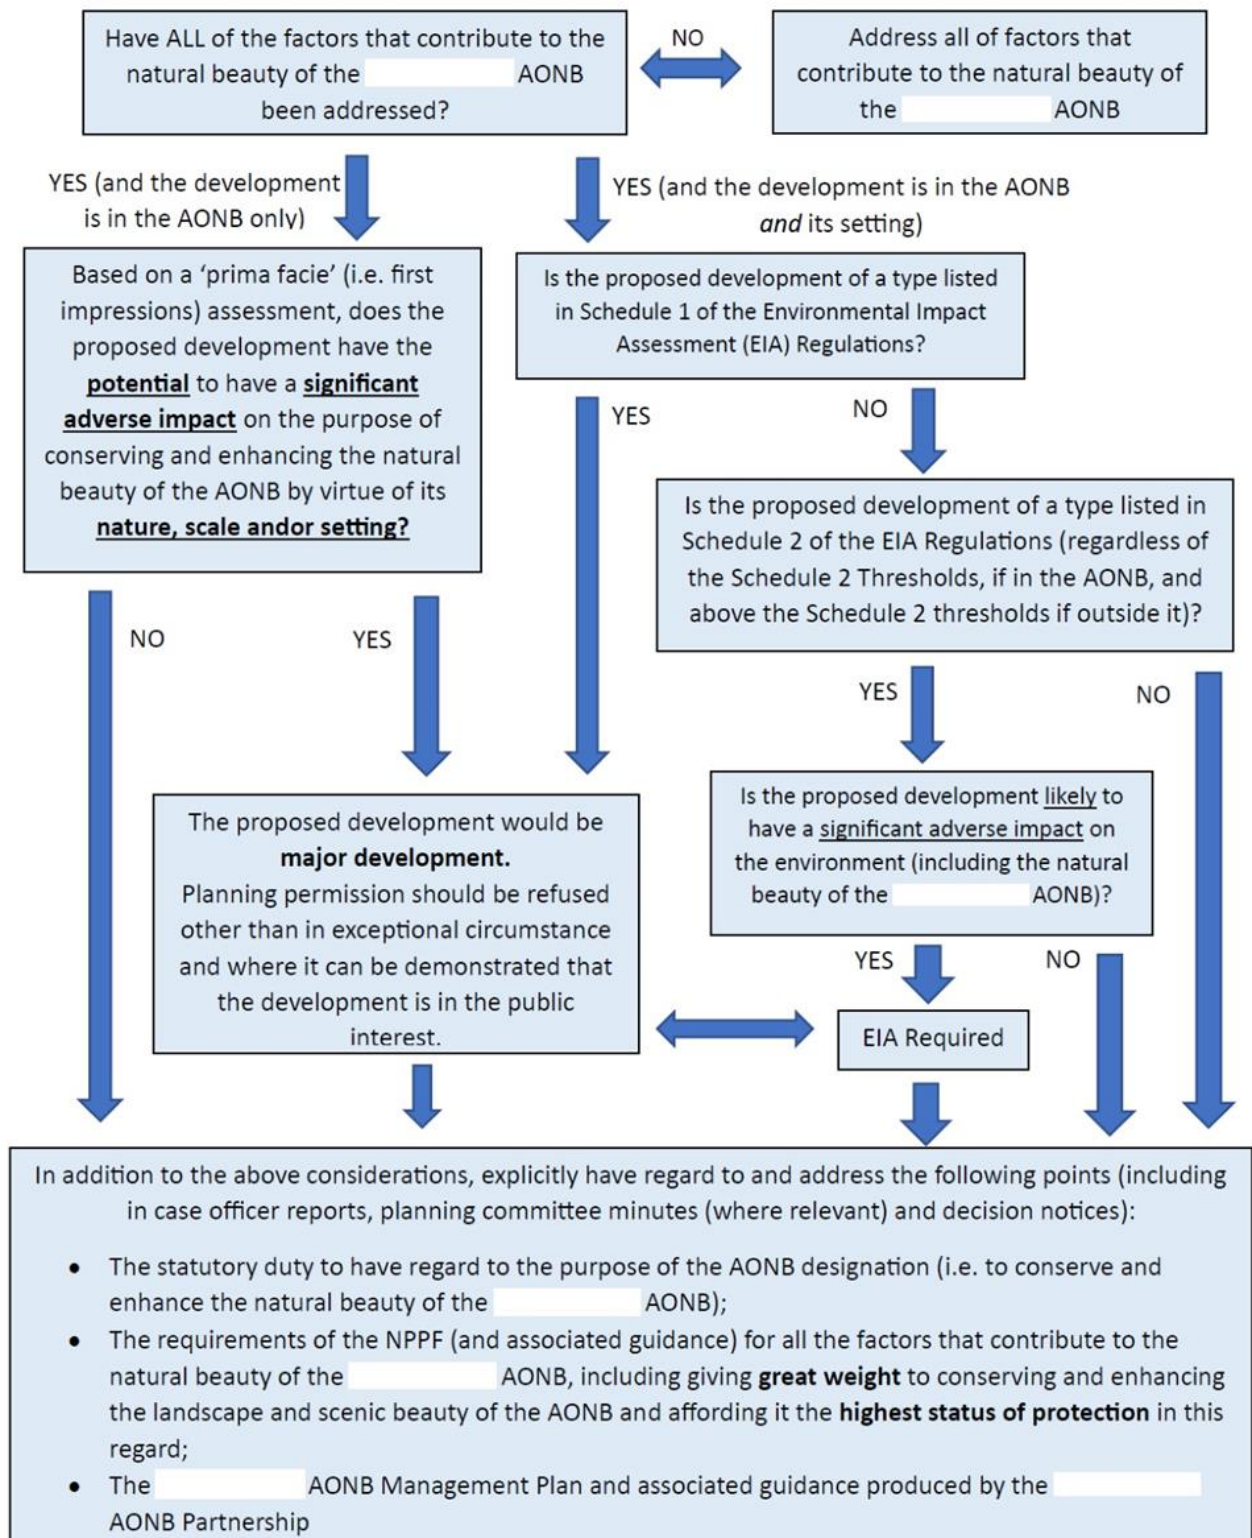 Have ALL of the factors that contribute to the
natural beauty of the AONB
been addressed?
NO
Address all of factors that
contribute to the natural beauty of
the AONB
YES (and the development
is in the AONB only)
YES (and the development is in the AONB
and its setting)
Based on a ‘prima facie’ (i.e. first
impressions) assessment, does the
proposed development have the
potential to have a significant
adverse impact on the purpose of
conserving and enhancing the natural
beauty of the AONB by virtue of its
nature, scale andor setting?
Is the proposed development of a type listed
in Schedule 1 of the Environmental Impact
Assessment (EIA) Regulations?
YES
NO
Is the proposed development of a type listed in
Schedule 2 of the EIA Regulations (regardless of
the Schedule 2 Thresholds, if in the AONB, and
above the Schedule 2 thresholds if outside it)?
NO
YES
YES
NO
The proposed development would be
major development.
Planning permission should be refused
other than in exceptional circumstance
and where it can be demonstrated that
the development is in the public
interest.
Is the proposed development likely to
have a significant adverse impact on
the environment (including the natural
beauty of the AONB)?
YES
NO
EIA Required
In addition to the above considerations, explicitly have regard to and address the following points (including
in case officer reports, planning committee minutes (where relevant) and decision notices):
• The statutory duty to have regard to the purpose of the AONB designation (i.e. to conserve and
enhance the natural beauty of the AONB);
• The requirements of the NPPF (and associated guidance) for all the factors that contribute to the
natural beauty of the AONB, including giving great weight to conserving and enhancing
the landscape and scenic beauty of the AONB and affording it the highest status of protection in this
regard;
• The AONB Management Plan and associated guidance produced by the
AONB Partnership